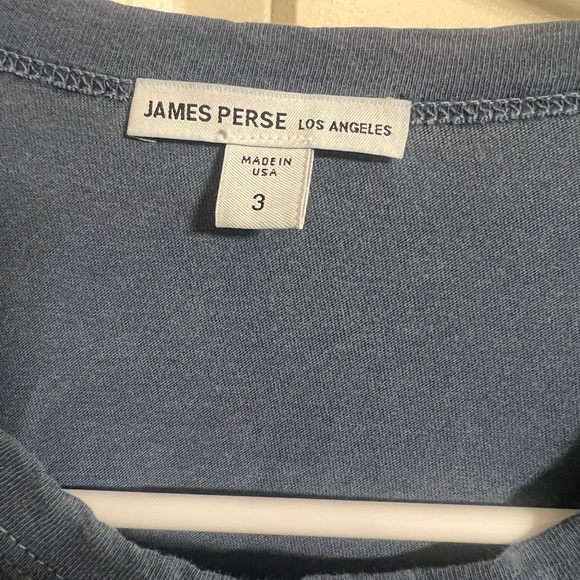 JAMES PERSE LOS ANGELES
MADE IN
USA
3